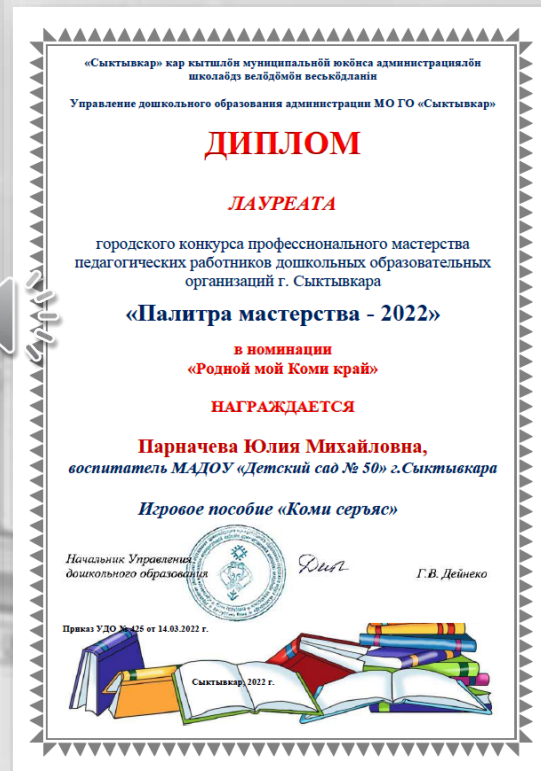 «Сыктывкар» кар кытшлӧн муниципальнӧй юкӧнса администрациялӧн
школаӧдз велӧдӧмӧн веськӧдланін
Управление дошкольного образования администрации МО ГО «Сыктывкар»
ДИПЛОМ
ЛАУРЕАТА
городского конкурса профессионального мастерства
педагогических работников дошкольных образовательных
организаций г. Сыктывкара
«Палитра мастерства - 2022»
в номинации
«Родной мой Коми край»
НАГРАЖДАЕТСЯ
Парначева Юлия Михайловна,
воспитатель МАДОУ «Детский сад № 50» г.Сыктывкара
Игровое пособие «Коми серъяс»
Начальник Управления
дошкольного образования
Г.В. Дейнеко
Приказ УДО № 425 от 14.03.2022 г.
Сыктывкар, 2022 г.